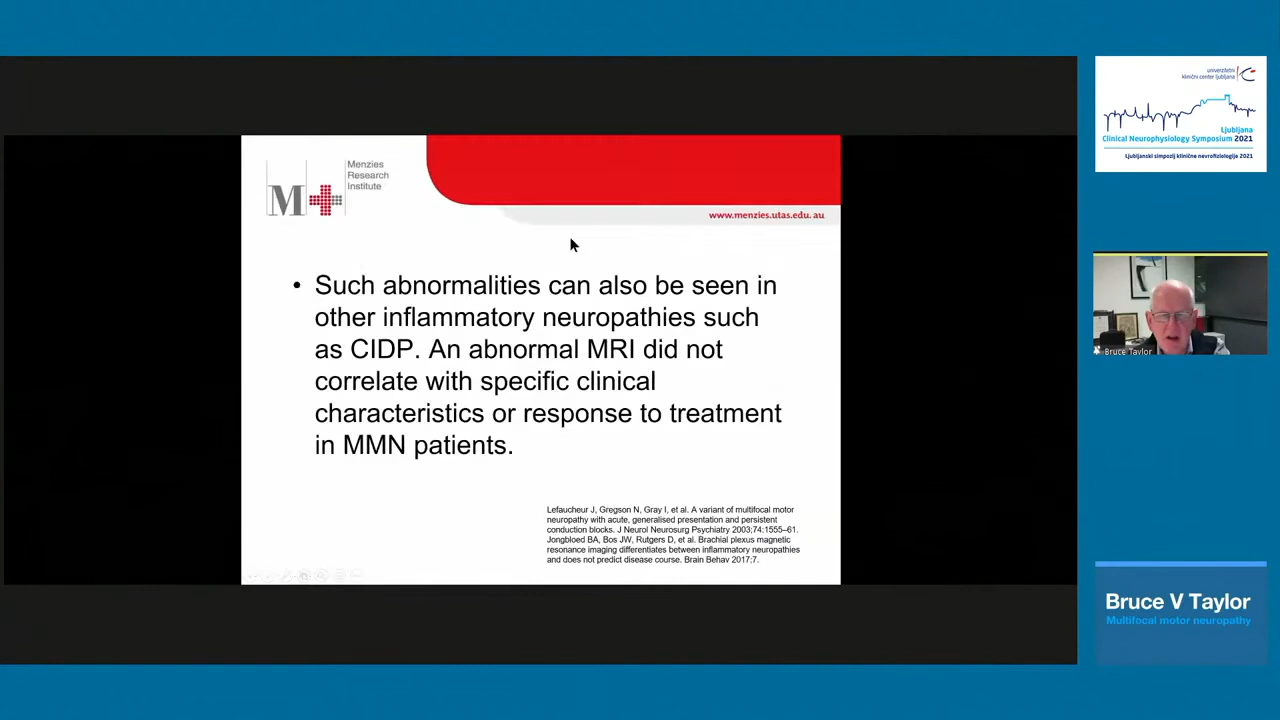 Menzies
Research
Institute
M
www.menzies.utas.edu.au
• Such abnormalities can also be seen in
other inflammatory neuropathies such
as CIDP. An abnormal MRI did not
correlate with specific clinical
characteristics or response to treatment
in MMN patients.
Lefaucheur J, Gregson N, Gray I, et al. A variant of multifocal motor
neuropathy with acute, generalised presentation and persistent
conduction blocks. J Neurol Neurosurg Psychiatry 2003;74:1555–61.
Jongbloed BA, Bos JW, Rutgers D, et al. Brachial plexus magnetic
resonance imaging differentiates between inflammatory neuropathies
and does not predict disease course. Brain Behav 2017;7.
univerzitetni
klinični center ljubljana
Ljubljana
Clinical Neurophysiology Symposium 2021
Ljubljanski simpozij klinične nevrofiziologije 2021
Bruce Taylor
Bruce V Taylor
Multifocal motor neuropathy